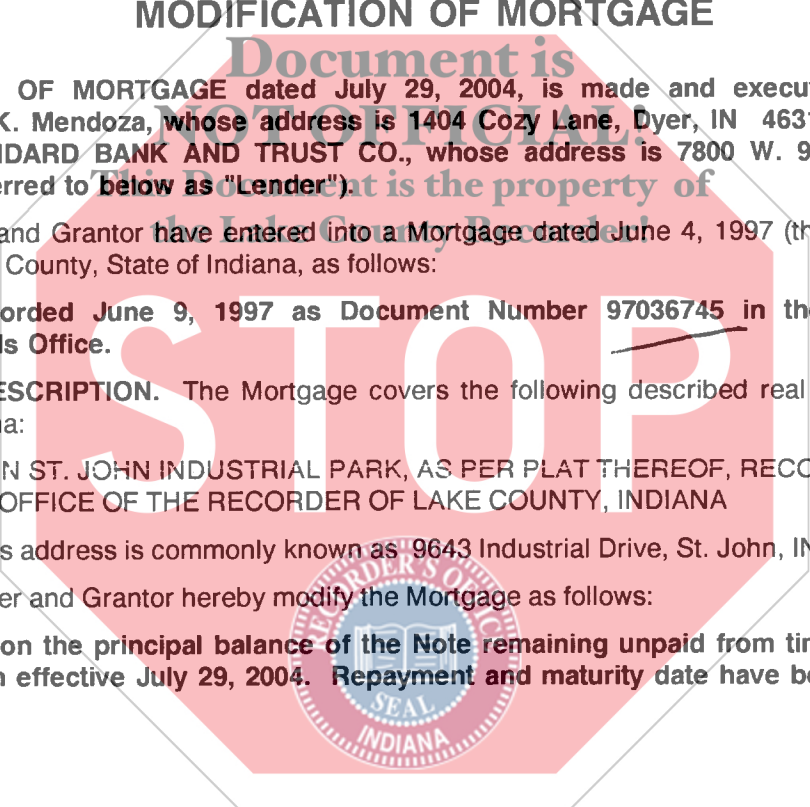 MODIFICATION OF MORTGAGE
Document is
OF MORTGAGE dated July 29, 2004, is made and execu
NOT OFFICIAL!
K. Mendoza, whose address is 1404 Cozy Lane, Dyer, IN 463
NDARD BANK AND TRUST CO., whose address is 7800 W. 9
erred to below as "Lender").
This Document is the property of
the Lake County Recorder!
and Grantor have entered into a Mortgage dated June 4, 1997 (th
County, State of Indiana, as follows:
orded June 9, 1997 as Document Number 97036745 in the
ds Office.
STOP
ESCRIPTION. The Mortgage covers the following described real
na:
N ST. JOHN INDUSTRIAL PARK, AS PER PLAT THEREOF, RECO
OFFICE OF THE RECORDER OF LAKE COUNTY, INDIANA
s address is commonly known as 9643 Industrial Drive, St. John, IN
er and Grantor hereby modify the Mortgage as follows:
on the principal balance of the Note remaining unpaid from tim
n effective July 29, 2004. Repayment and maturity date have be
RECORDER'S OFFICE
SEAL
INDIANA